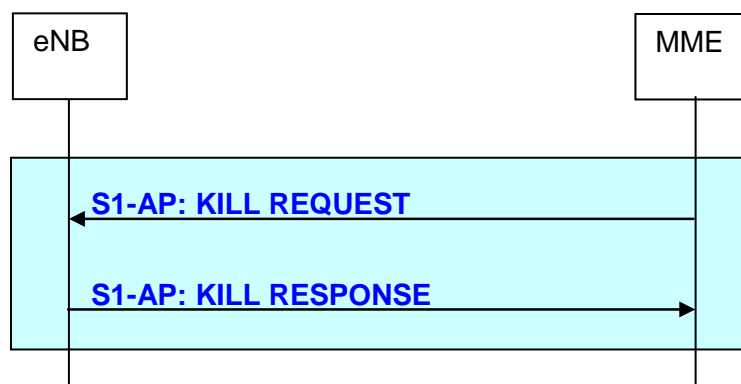 eNB
MME
S1-AP: KILL REQUEST
S1-AP: KILL RESPONSE